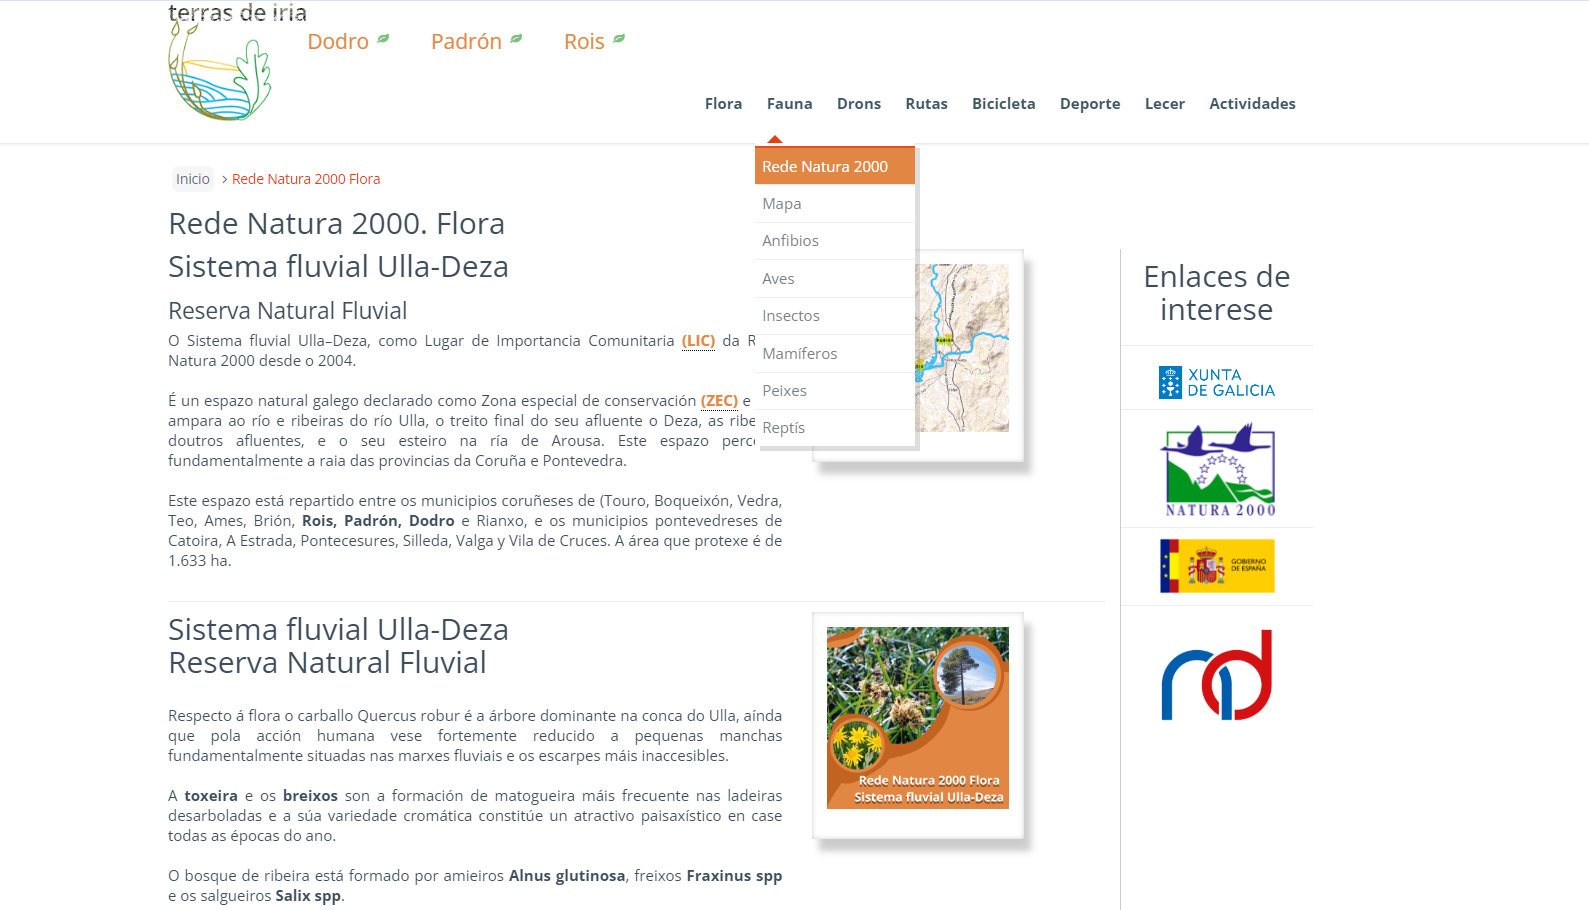 terras de iria
Dodro
Padrón
Rois
Flora
Fauna
Drons
Rutas
Bicicleta
Deporte
Lecer
Actividades
Rede Natura 2000
Mapa
Anfibios
Aves
Insectos
Mamíferos
Peixes
Reptís
Inicio > Rede Natura 2000 Flora
Rede Natura 2000. Flora
Sistema fluvial Ulla-Deza
Reserva Natural Fluvial
O Sistema fluvial Ulla–Deza, como Lugar de Importancia Comunitaria (LIC) da
Natura 2000 desde o 2004.
É un espazo natural galego declarado como Zona especial de conservación (ZEC) e
ampara ao río e ribeiras do río Ulla, o treito final do seu afluente o Deza, as
doutros afluentes, e o seu esteiro na ría de Arousa. Este espazo
fundamentalmente a raia das provincias da Coruña e Pontevedra.
Este espazo está repartido entre os municipios coruñeses de (Touro, Boqueixón, Vedra,
Teo, Ames, Brión, Rois, Padrón, Dodro e Rianxo, e os municipios pontevedreses de
Catoira, A Estrada, Pontecesures, Silleda, Valga y Vila de Cruces. A área que protexe é de
1.633 ha.
Sistema fluvial Ulla-Deza
Reserva Natural Fluvial
Respecto á flora o carballo Quercus robur é a árbore dominante na conca do Ulla, aínda
que pola acción humana vese fortemente reducido a pequenas manchas
fundamentalmente situadas nas marxes fluviais e os escarpes máis inaccesibles.
A toxeira e os breixos son a formación de matogueira máis frecuente nas ladeiras
desarboladas e a súa variedade cromática constitúe un atractivo paisaxístico en case
todas as épocas do ano.
O bosque de ribeira está formado por amieiros Alnus glutinosa, freixos Fraxinus spp
e os salgueiros Salix spp.
Padrón
Rede Natura 2000 Flora
Sistema fluvial Ulla-Deza
Enlaces de
interese
XUNTA
DE GALICIA
NATURA 2000
GOBIERNO
DE ESPAÑA